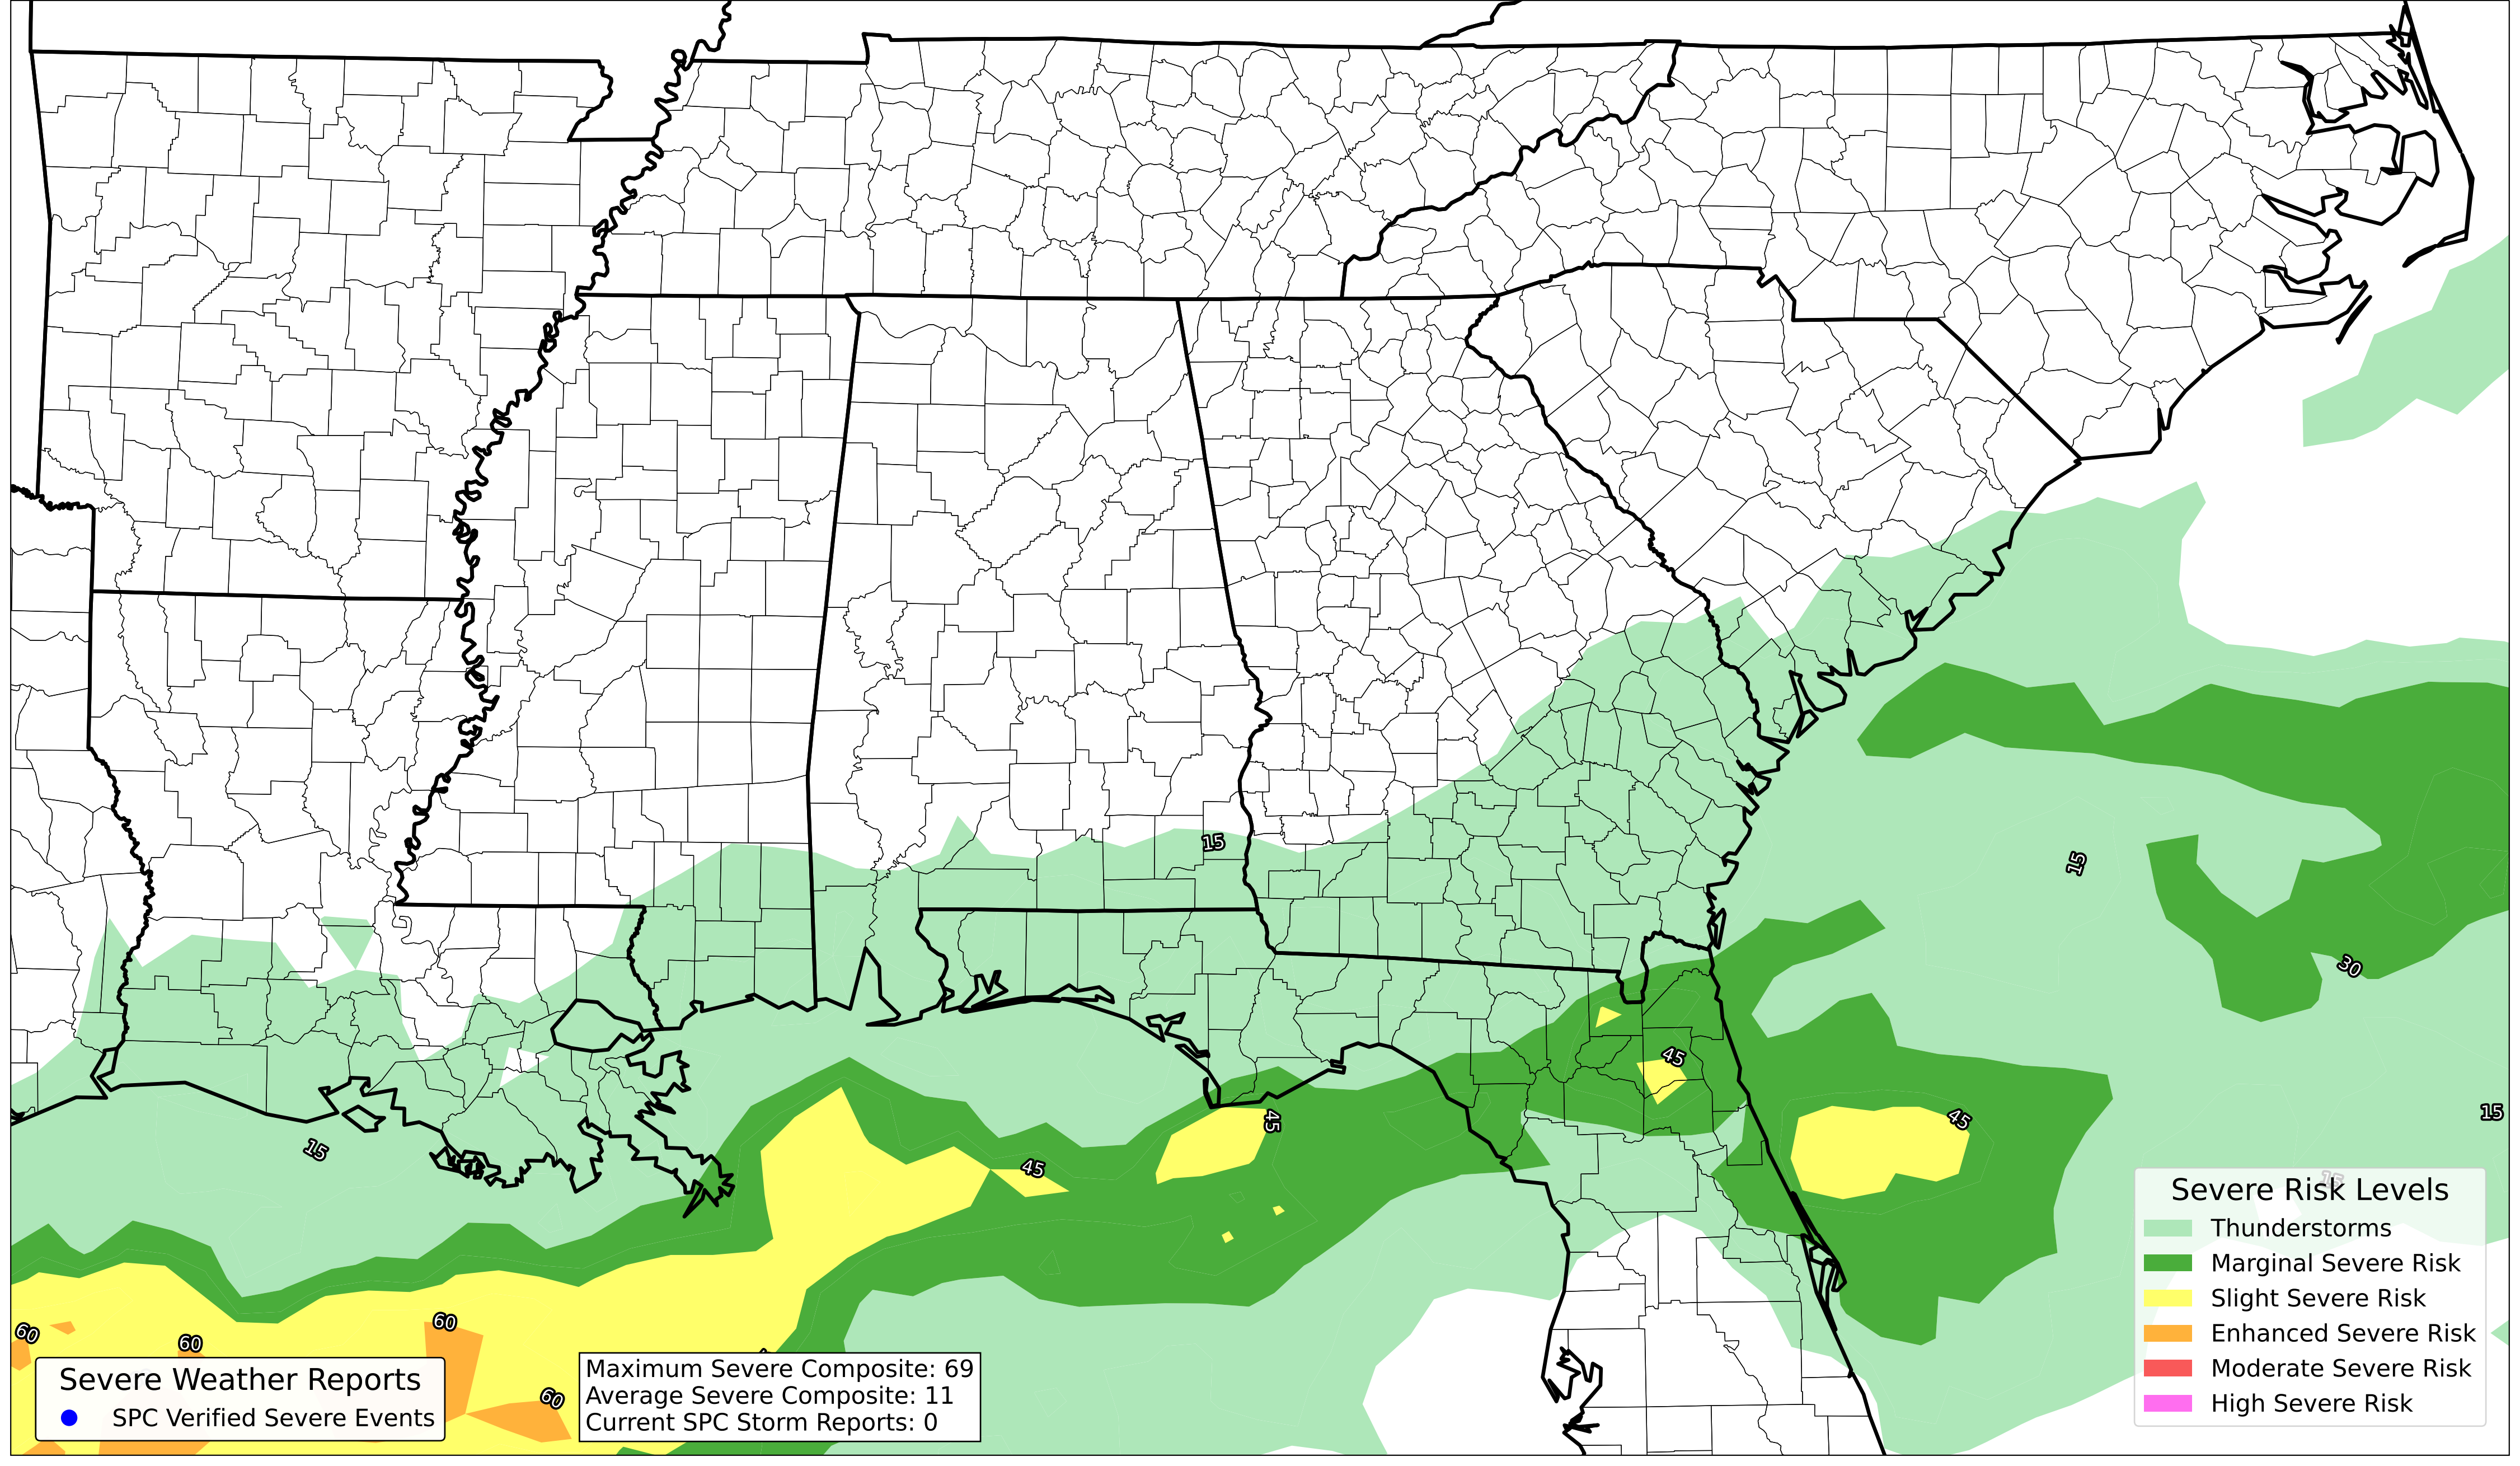 15
15
30
45
15
45
45
15
45
15
60
60
60
60
Severe Weather Reports
SPC Verified Severe Events
Maximum Severe Composite: 69
Average Severe Composite: 11
Current SPC Storm Reports: 0
Severe Risk Levels
Thunderstorms
Marginal Severe Risk
Slight Severe Risk
Enhanced Severe Risk
Moderate Severe Risk
High Severe Risk